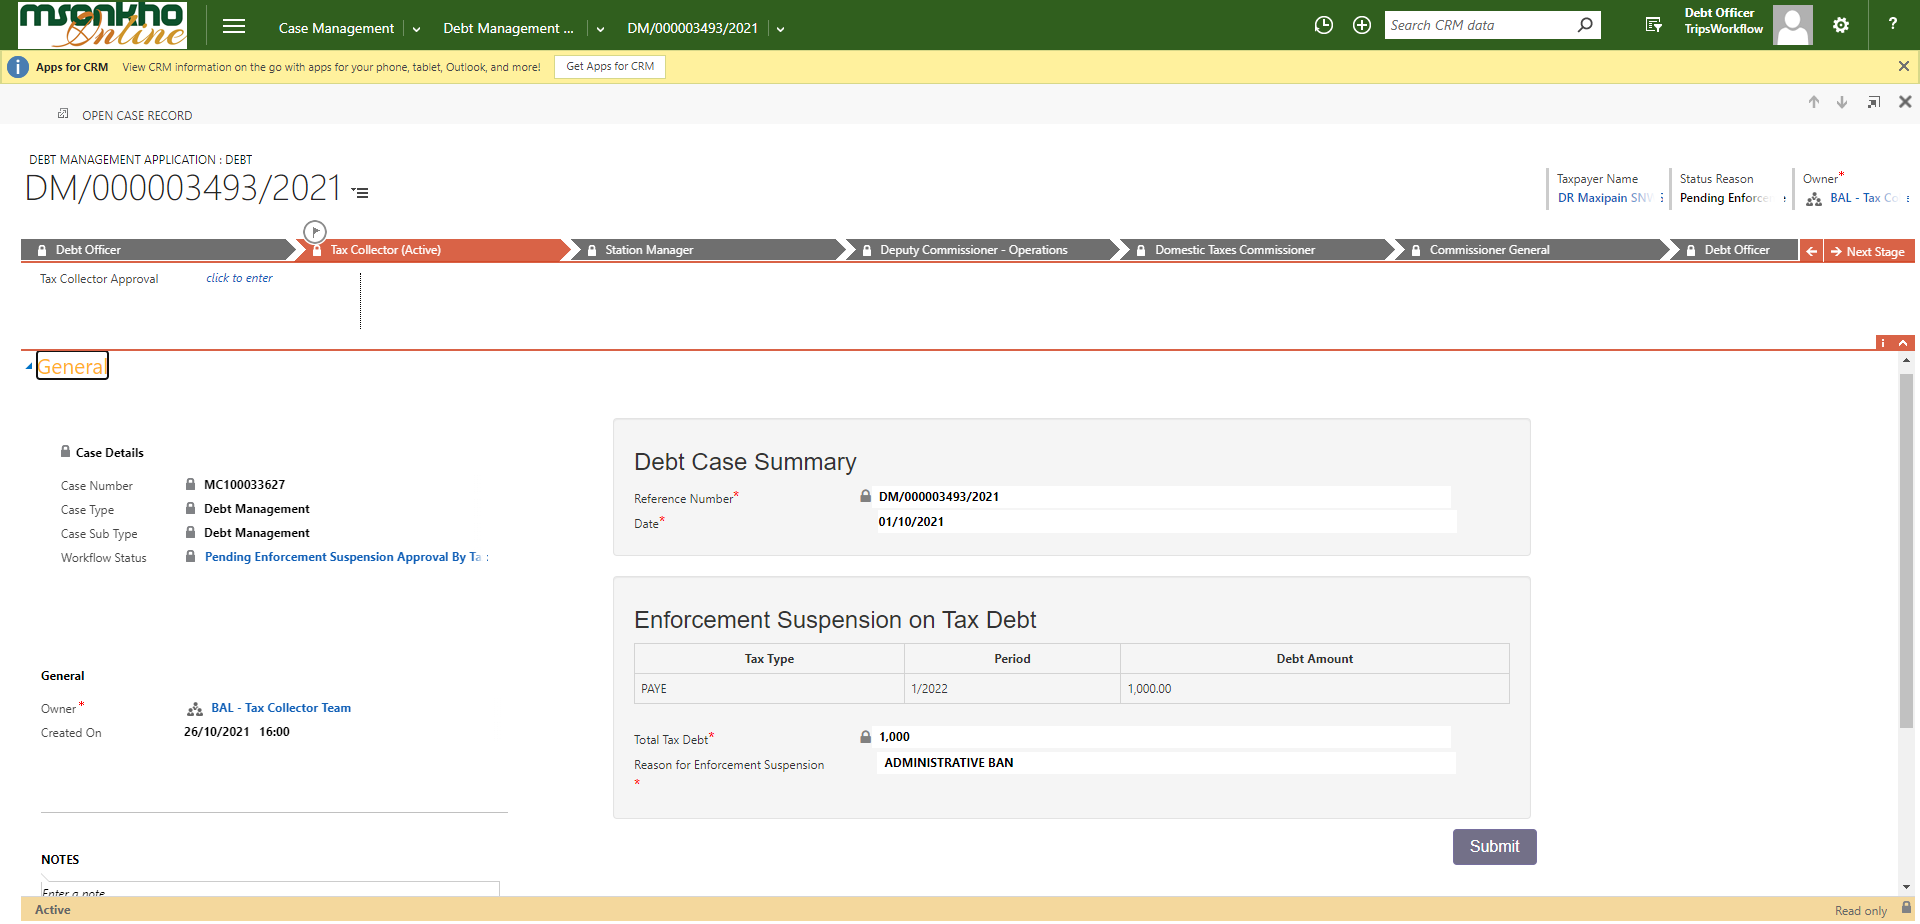 msonkho
Online
Case Management
Debt Management ...
DM/000003493/2021
Search CRM data
Debt Officer
TripsWorkflow
?
Apps for CRM
View CRM information on the go with apps for your phone, tablet, Outlook, and more!
Get Apps for CRM
OPEN CASE RECORD
DEBT MANAGEMENT APPLICATION : DEBT
DM/000003493/2021
Taxpayer Name
DR Maxipain SNV
Status Reason
Pending Enforce
Owner*
BAL - Tax Co
Debt Officer
Tax Collector (Active)
Station Manager
Deputy Commissioner - Operations
Domestic Taxes Commissioner
Commissioner General
Debt Officer
Next Stage
Tax Collector Approval
click to enter
General
Case Details
Case Number
MC100033627
Case Type
Debt Management
Case Sub Type
Debt Management
Workflow Status
Pending Enforcement Suspension Approval By Ta
General
Owner *
BAL - Tax Collector Team
Created On
26/10/2021 16:00
NOTES
Enter a note
Debt Case Summary
Reference Number*
DM/000003493/2021
Date*
01/10/2021
Enforcement Suspension on Tax Debt
Tax Type Period Debt Amount
PAYE 1/2022 1,000.00
Total Tax Debt*
1,000
Reason for Enforcement Suspension
*
ADMINISTRATIVE BAN
Submit
Active
Read only